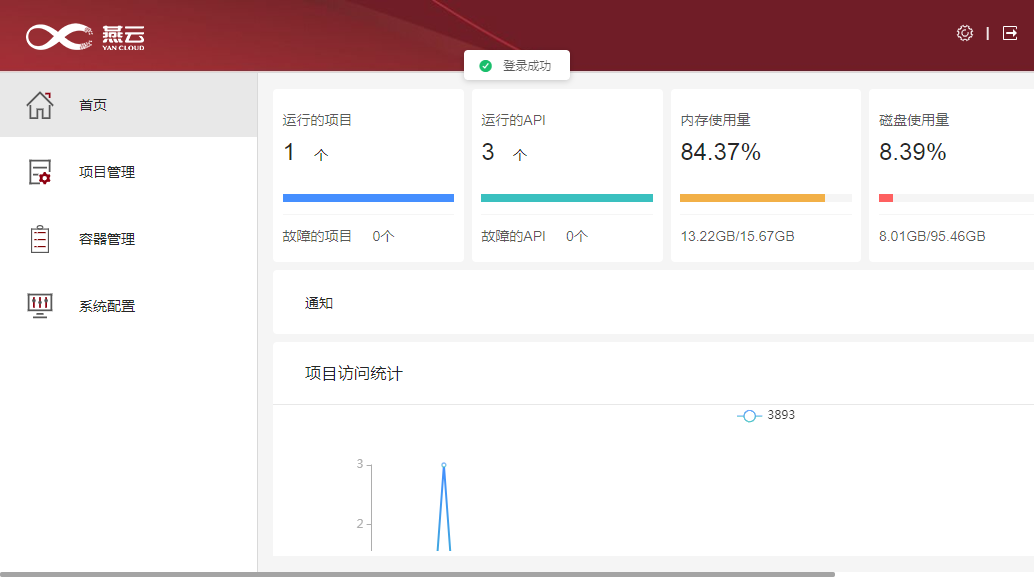 燕云
YAN CLOUD
登录成功
首页
项目管理
容器管理
系统配置
运行的项目
1 个
故障的项目 0个
运行的API
3 个
故障的API 0个
内存使用量
84.37%
13.22GB/15.67GB
磁盘使用量
8.39%
8.01GB/95.46GB
通知
项目访问统计
3893
3
2